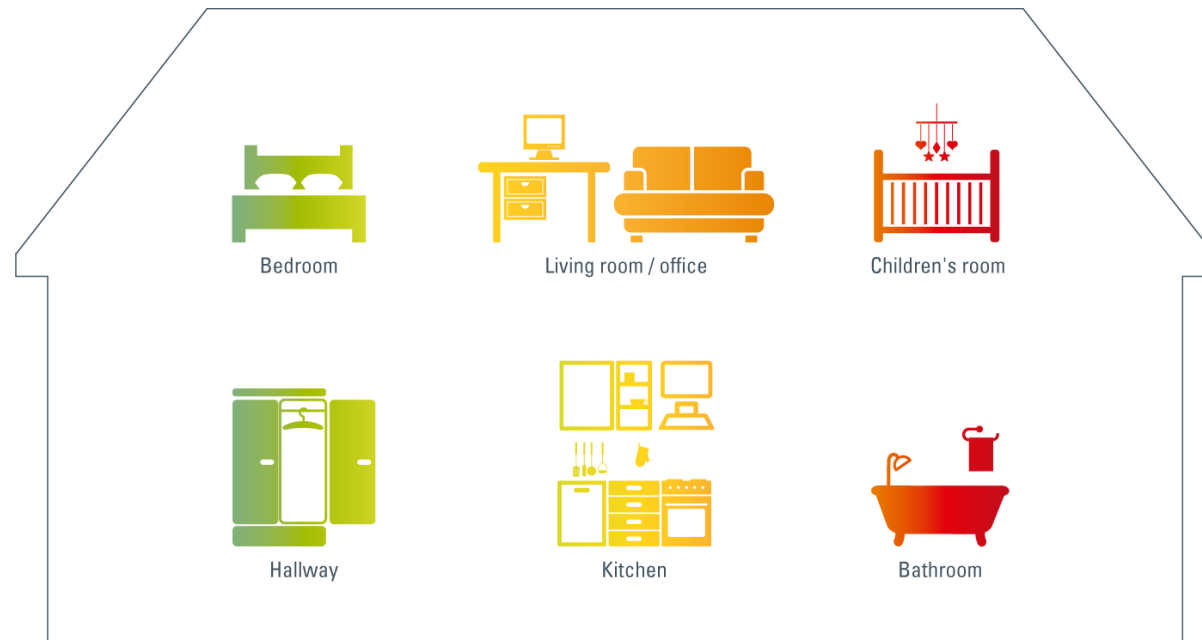 Bedroom
Living room / office
Children's room
Hallway
Kitchen
Bathroom